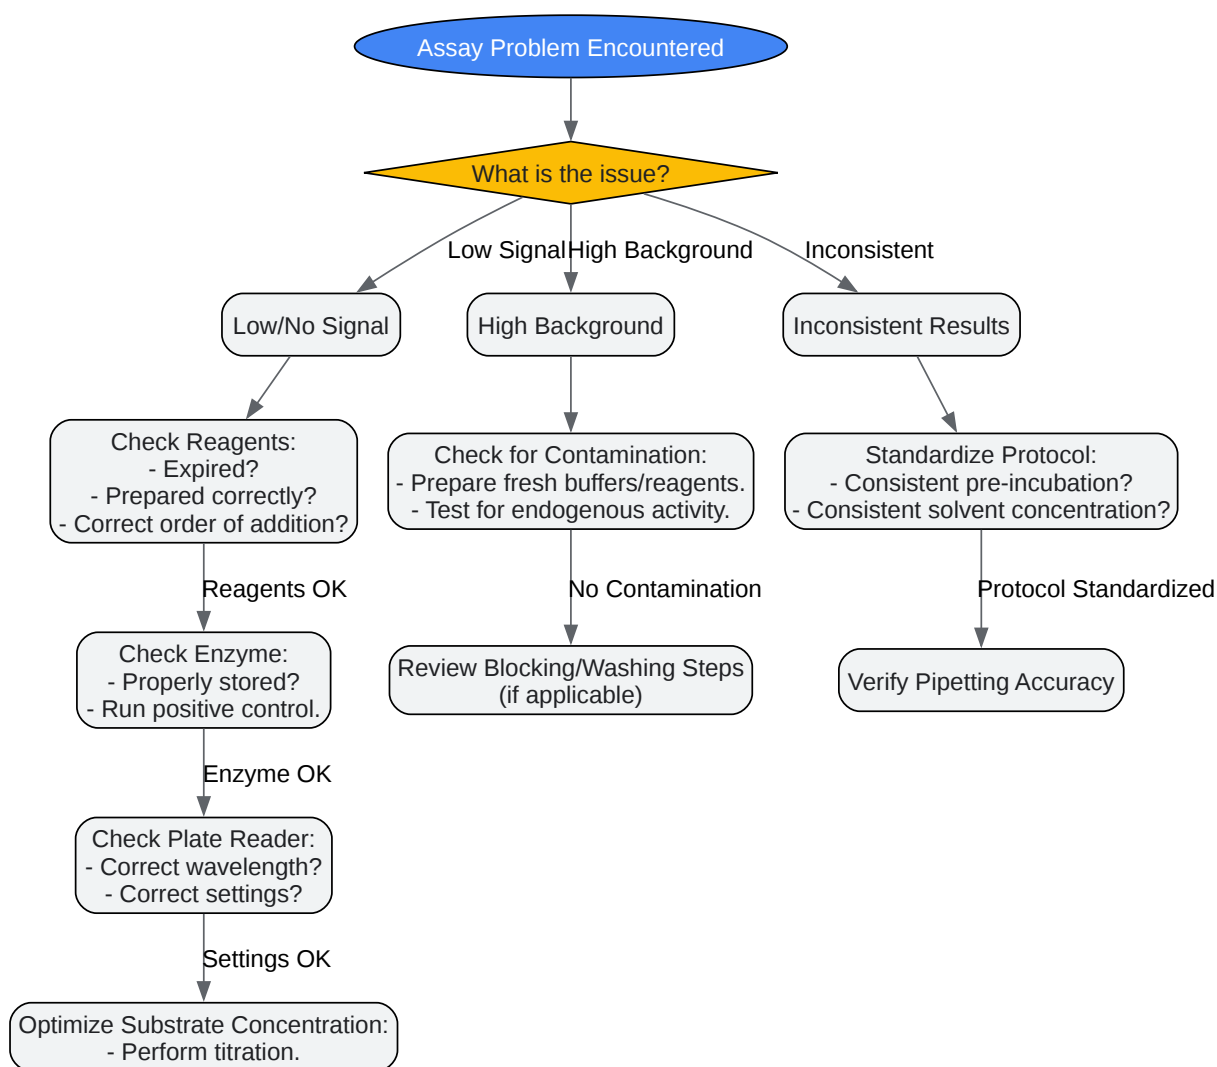 Assay Problem Encountered
What is the issue?
Low Signal
High Background
Inconsistent
Low/No Signal
High Background
Inconsistent Results
Check Reagents:
- Expired?
- Prepared correctly?
- Correct order of addition?
Check for Contamination:
- Prepare fresh buffers/reagents.
- Test for endogenous activity.
Standardize Protocol:
- Consistent pre-incubation?
- Consistent solvent concentration?
Reagents OK
No Contamination
Protocol Standardized
Check Enzyme:
- Properly stored?
- Run positive control.
Review Blocking/Washing Steps
(if applicable)
Verify Pipetting Accuracy
Enzyme OK
Check Plate Reader:
- Correct wavelength?
- Correct settings?
Settings OK
Optimize Substrate Concentration:
- Perform titration.